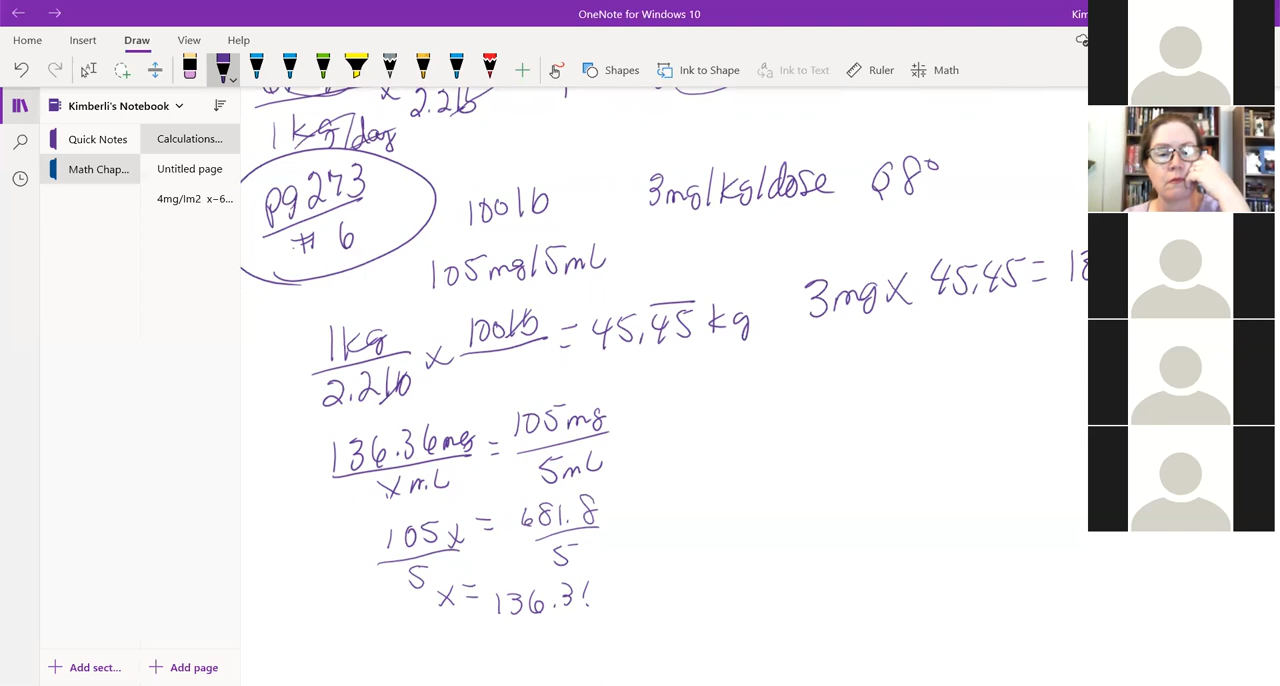 OneNote for Windows 10
Kim
Home Insert Draw View Help
Shapes Ink to Shape Ink to Text Ruler Math
Kimberli's Notebook
Quick Notes
Math Chap...
Calculations...
Untitled page
4mg/lm2 x-6...
x 2.2lb
1kg/day
pg 273
# 6
100lb
3mg/kg/dose 68°
105mg/5mL
1kg x 100lb = 45.45 kg
2.2lb
3mg x 45.45 = 13
136.36mg = 105mg
x mL 5mL
105x = 681.8
5 5
x = 136.3
Add sect...
Add page